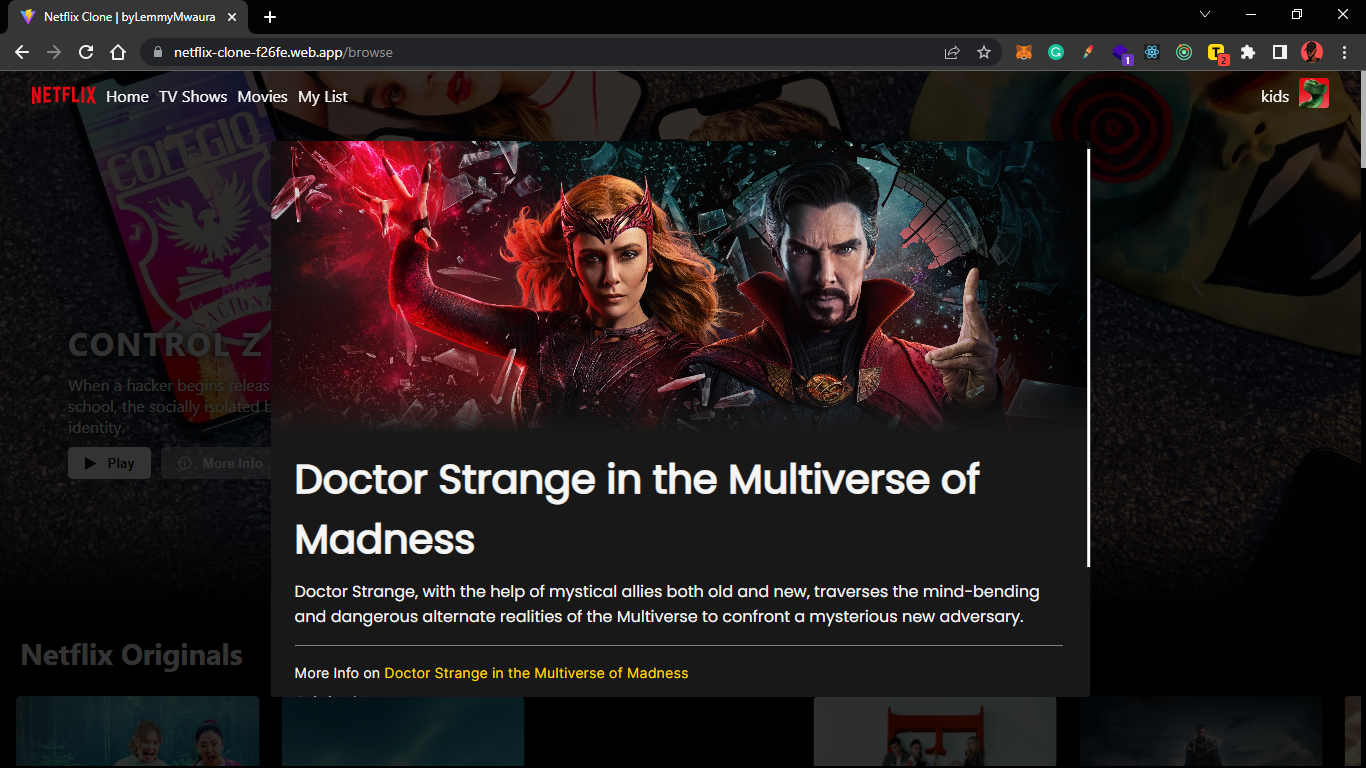 Netflix Clone | byLemmyMwaura
netflix-clone-f26fe.web.app/browse
1
2
NETFLIX Home TV Shows Movies My List
kids
COLEGIO
NACIONAL
CONTROL Z
When a hacker begins releas
school, the socially isolated b
identity.
Play
More Info
Doctor Strange in the Multiverse of
Madness
Doctor Strange, with the help of mystical allies both old and new, traverses the mind-bending
and dangerous alternate realities of the Multiverse to confront a mysterious new adversary.
More Info on Doctor Strange in the Multiverse of Madness
Netflix Originals